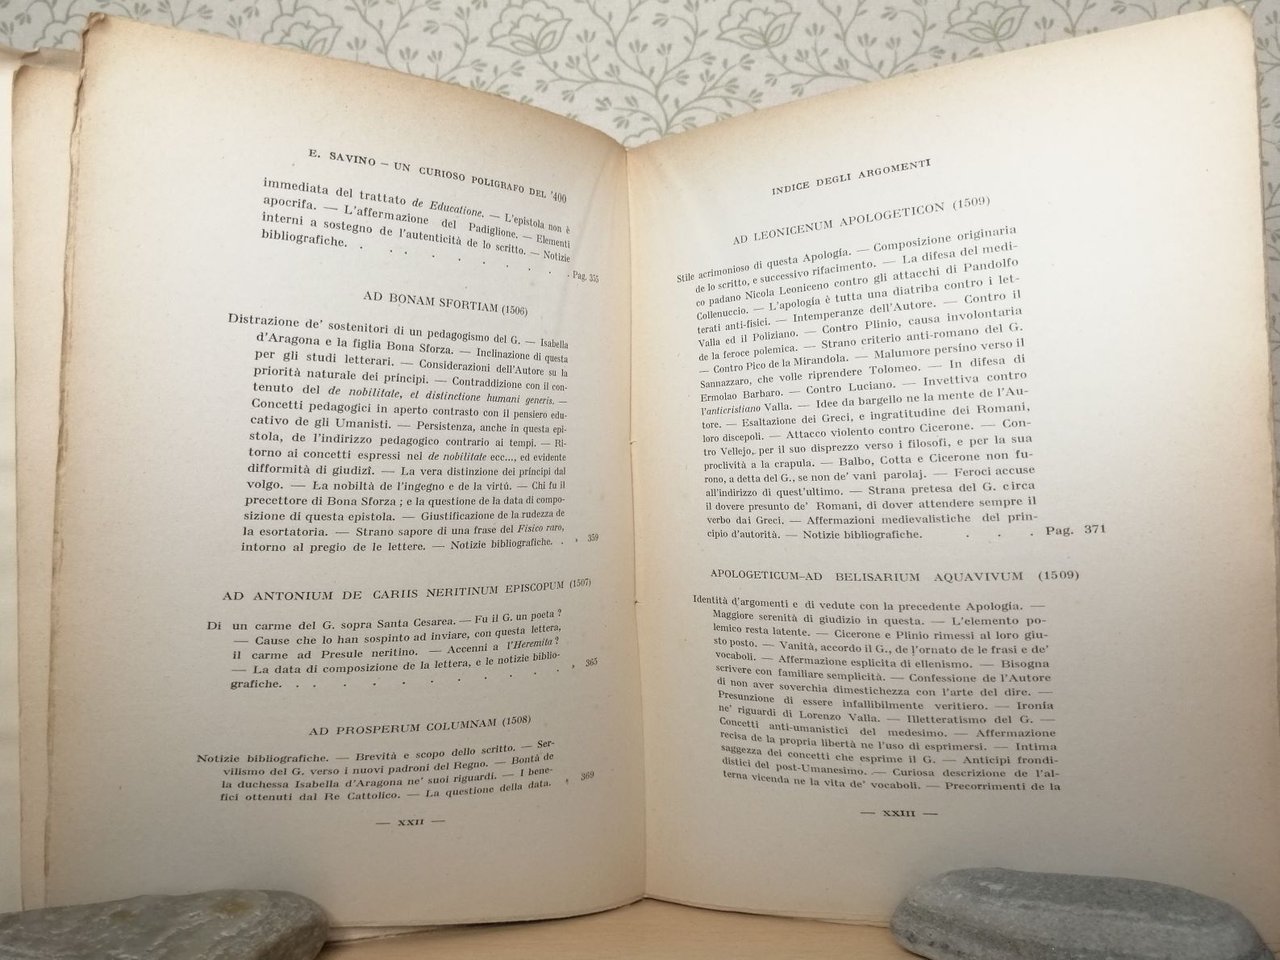 E. SAVINO — UN CURIOSO POLIGRAFO DEL '400
immediata del trattato de Educatione. — L'epistola non è
apocrifa. — L'affermazione del Padiglione. — Elementi
interni a sostegno de l'autenticità de lo scritto. — Notizie
bibliografiche. . . . . . . . . . Pag. 355
AD BONAM SFORTIAM (1506)
Distrazione de' sostenitori di un pedagogismo del G. — Isabella
d'Aragona e la figlia Bona Sforza. — Inclinazione di questa
per gli studi letterari. — Considerazioni dell'Autore su la
priorità naturale dei principi. — Contraddizione con il con-
tenuto del de nobilitate, et distinctione humani generis. —
Concetti pedagogici in aperto contrasto con il pensiero edu-
cativo de gli Umanisti. — Persistenza, anche in questa epi-
stola, de l'indirizzo pedagogico contrario ai tempi. — Ri-
torno ai concetti espressi nel de nobilitate ecc..., ed evidente
difformità di giudizî. — La vera distinzione dei principi dal
volgo. — La nobiltà de l'ingegno e de la virtú. — Chi fu il
precettore di Bona Sforza ; e la questione de la data di compo-
sizione di questa epistola. — Giustificazione de la rudezza de
la esortatoria. — Strano sapore di una frase del Fisico raro,
intorno al pregio de le lettere. — Notizie bibliografiche. . » 359
AD ANTONIUM DE CARIIS NERITINUM EPISCOPUM (1507)
Di un carme del G. sopra Santa Cesarea. — Fu il G. un poeta ?
— Cause che lo han sospinto ad inviare, con questa lettera,
il carme ad Presule neritino. — Accenni a l'Heremita ?
— La data di composizione de la lettera, e le notizie biblio-
grafiche. . . . . . . . . . » 365
AD PROSPERUM COLUMNAM (1508)
Notizie bibliografiche. — Brevità e scopo dello scritto. — Ser-
vilismo del G. verso i nuovi padroni del Regno. — Bontà de
la duchessa Isabella d'Aragona ne' suoi riguardi. — I bene-
fici ottenuti dal Re Cattolico. — La questione della data. » 369
— XXII —
INDICE DEGLI ARGOMENTI
AD LEONICENUM APOLOGETICON (1509)
Stile acrimonioso di questa Apologia. — Composizione originaria
de lo scritto, e successivo rifacimento. — La difesa del medi-
co padano Nicola Leoniceno contro gli attacchi di Pandolfo
Collenuccio. — L'apologia è tutta una diatriba contro i let-
terati anti-fisici. — Intemperanze dell'Autore. — Contro il
Valla ed il Poliziano. — Contro Plinio, causa involontaria
de la feroce polemica. — Strano criterio anti-romano del G.
— Contro Pico de la Mirandola. — Malumore persino verso il
Sannazzaro, che volle riprendere Tolomeo. — In difesa di
Ermolao Barbaro. — Contro Luciano. — Invettiva contro
l'anticristiano Valla. — Idee da bargello ne la mente de l'Au-
tore. — Esaltazione dei Greci, e ingratitudine dei Romani,
loro discepoli. — Attacco violento contro Cicerone. — Con-
tro Vellejo, per il suo disprezzo verso i filosofi, e per la sua
proclività a la crapula. — Balbo, Cotta e Cicerone non fu-
rono, a detta del G., se non de' vani parolaj. — Feroci accuse
all'indirizzo di quest'ultimo. — Strana pretesa del G. circa
il dovere presunto de' Romani, di dover attendere sempre il
verbo dai Greci. — Affermazioni medievalistiche del prin-
cipio d'autorità. — Notizie bibliografiche. . . . Pag. 371
APOLOGETICUM—AD BELISARIUM AQUAVIVUM (1509)
Identità d'argomenti e di vedute con la precedente Apologia. —
Maggiore serenità di giudizio in questa. — L'elemento po-
lemico resta latente. — Cicerone e Plinio rimessi al loro giu-
sto posto. — Vanità, accordo il G., de l'ornato de le frasi e de'
vocaboli. — Affermazione esplicita di ellenismo. — Bisogna
scrivere con familiare semplicità. — Confessione de l'Autore
di non aver soverchia dimestichezza con l'arte del dire. —
Presunzione di essere infallibilmente veritiero. — Ironia
ne' riguardi di Lorenzo Valla. — Illetteratismo del G. —
Concetti anti-umanistici del medesimo. — Affermazione
recisa de la propria libertà ne l'uso di esprimersi. — Intima
saggezza dei concetti che esprime il G. — Anticipi frondi-
distici del post-Umanesimo. — Curiosa descrizione de l'al-
terna vicenda ne la vita de' vocaboli. — Precorrimenti de la
— XXIII —